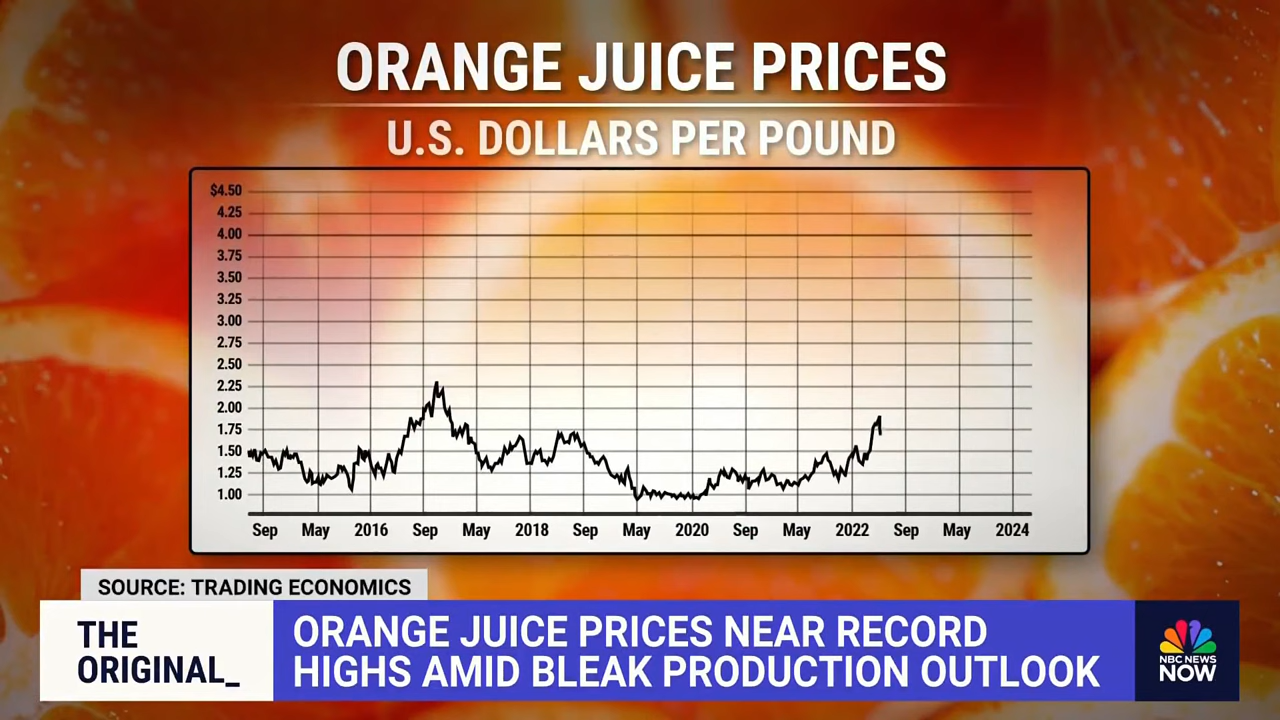 ORANGE JUICE PRICES
U.S. DOLLARS PER POUND
$4.50
4.25
4.00
3.75
3.50
3.25
3.00
2.75
2.50
2.25
2.00
1.75
1.50
1.25
1.00
Sep May 2016 Sep May 2018 Sep May 2020 Sep May 2022 Sep May 2024
SOURCE: TRADING ECONOMICS
THE
ORIGINAL_
ORANGE JUICE PRICES NEAR RECORD
HIGHS AMID BLEAK PRODUCTION OUTLOOK
NBC NEWS
NOW